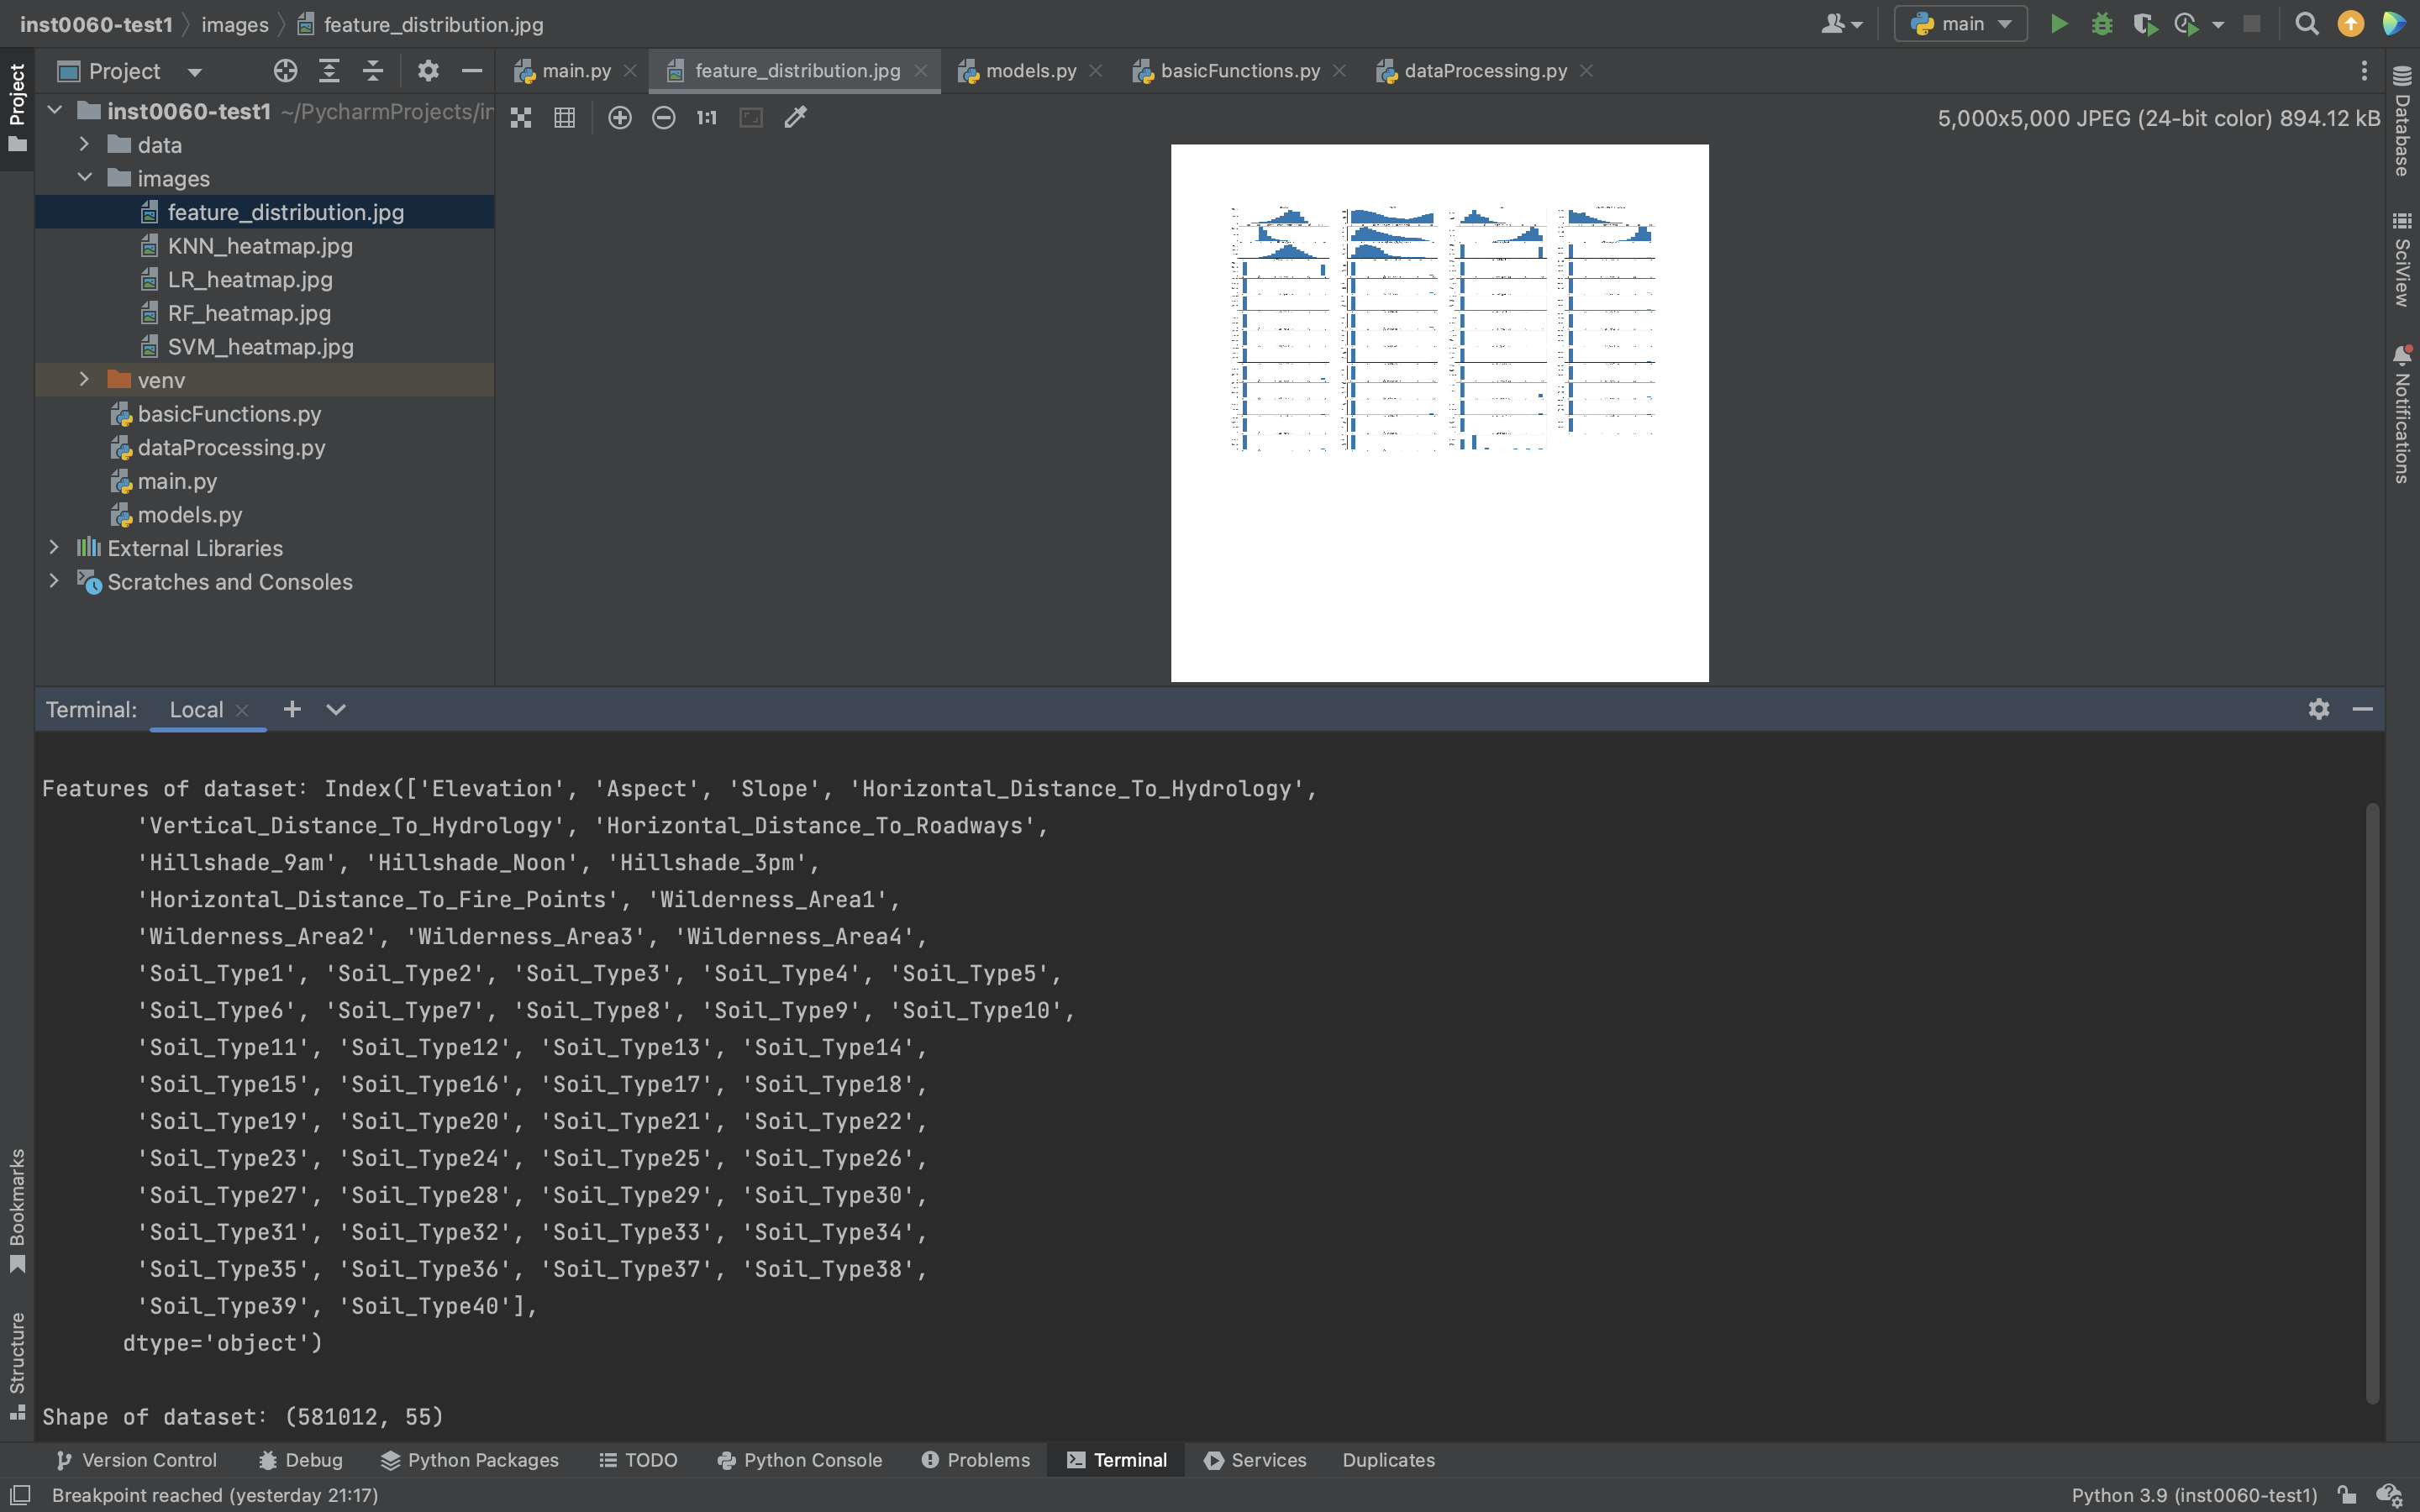 inst0060-test1 images feature_distribution.jpg main
Project main.py feature_distribution.jpg models.py basicFunctions.py dataProcessing.py
5,000x5,000 JPEG (24-bit color) 894.12 kB
inst0060-test1 ~/PycharmProjects/in
data
images
feature_distribution.jpg
KNN_heatmap.jpg
LR_heatmap.jpg
RF_heatmap.jpg
SVM_heatmap.jpg
venv
basicFunctions.py
dataProcessing.py
main.py
models.py
External Libraries
Scratches and Consoles
Project
Bookmarks
Structure
1:1
Database
SciView
Notifications
Terminal: Local
Features of dataset: Index(['Elevation', 'Aspect', 'Slope', 'Horizontal_Distance_To_Hydrology',
'Vertical_Distance_To_Hydrology', 'Horizontal_Distance_To_Roadways',
'Hillshade_9am', 'Hillshade_Noon', 'Hillshade_3pm',
'Horizontal_Distance_To_Fire_Points', 'Wilderness_Area1',
'Wilderness_Area2', 'Wilderness_Area3', 'Wilderness_Area4',
'Soil_Type1', 'Soil_Type2', 'Soil_Type3', 'Soil_Type4', 'Soil_Type5',
'Soil_Type6', 'Soil_Type7', 'Soil_Type8', 'Soil_Type9', 'Soil_Type10',
'Soil_Type11', 'Soil_Type12', 'Soil_Type13', 'Soil_Type14',
'Soil_Type15', 'Soil_Type16', 'Soil_Type17', 'Soil_Type18',
'Soil_Type19', 'Soil_Type20', 'Soil_Type21', 'Soil_Type22',
'Soil_Type23', 'Soil_Type24', 'Soil_Type25', 'Soil_Type26',
'Soil_Type27', 'Soil_Type28', 'Soil_Type29', 'Soil_Type30',
'Soil_Type31', 'Soil_Type32', 'Soil_Type33', 'Soil_Type34',
'Soil_Type35', 'Soil_Type36', 'Soil_Type37', 'Soil_Type38',
'Soil_Type39', 'Soil_Type40'],
dtype='object')
Shape of dataset: (581012, 55)
Version Control Debug Python Packages TODO Python Console Problems Terminal Services Duplicates
Breakpoint reached (yesterday 21:17) Python 3.9 (inst0060-test1)